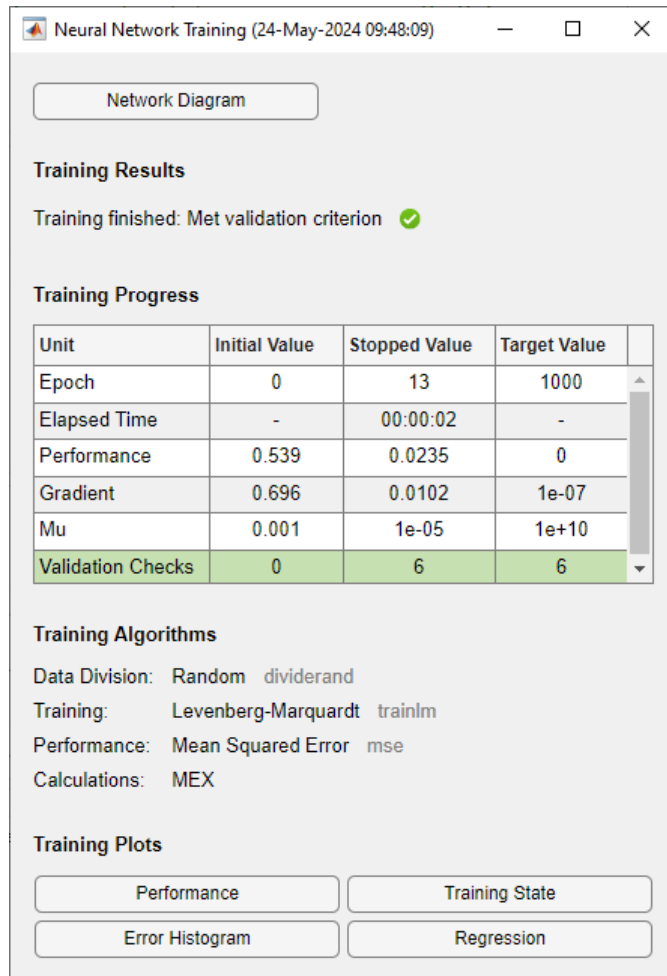 Neural Network Training (24-May-2024 09:48:09)
Network Diagram
Training Results
Training finished: Met validation criterion
Training Progress
Unit Initial Value Stopped Value Target Value
Epoch 0 13 1000
Elapsed Time - 00:00:02 -
Performance 0.539 0.0235 0
Gradient 0.696 0.0102 1e-07
Mu 0.001 1e-05 1e+10
Validation Checks 0 6 6
Training Algorithms
Data Division: Random dividerand
Training: Levenberg-Marquardt trainlm
Performance: Mean Squared Error mse
Calculations: MEX
Training Plots
Performance Training State
Error Histogram Regression